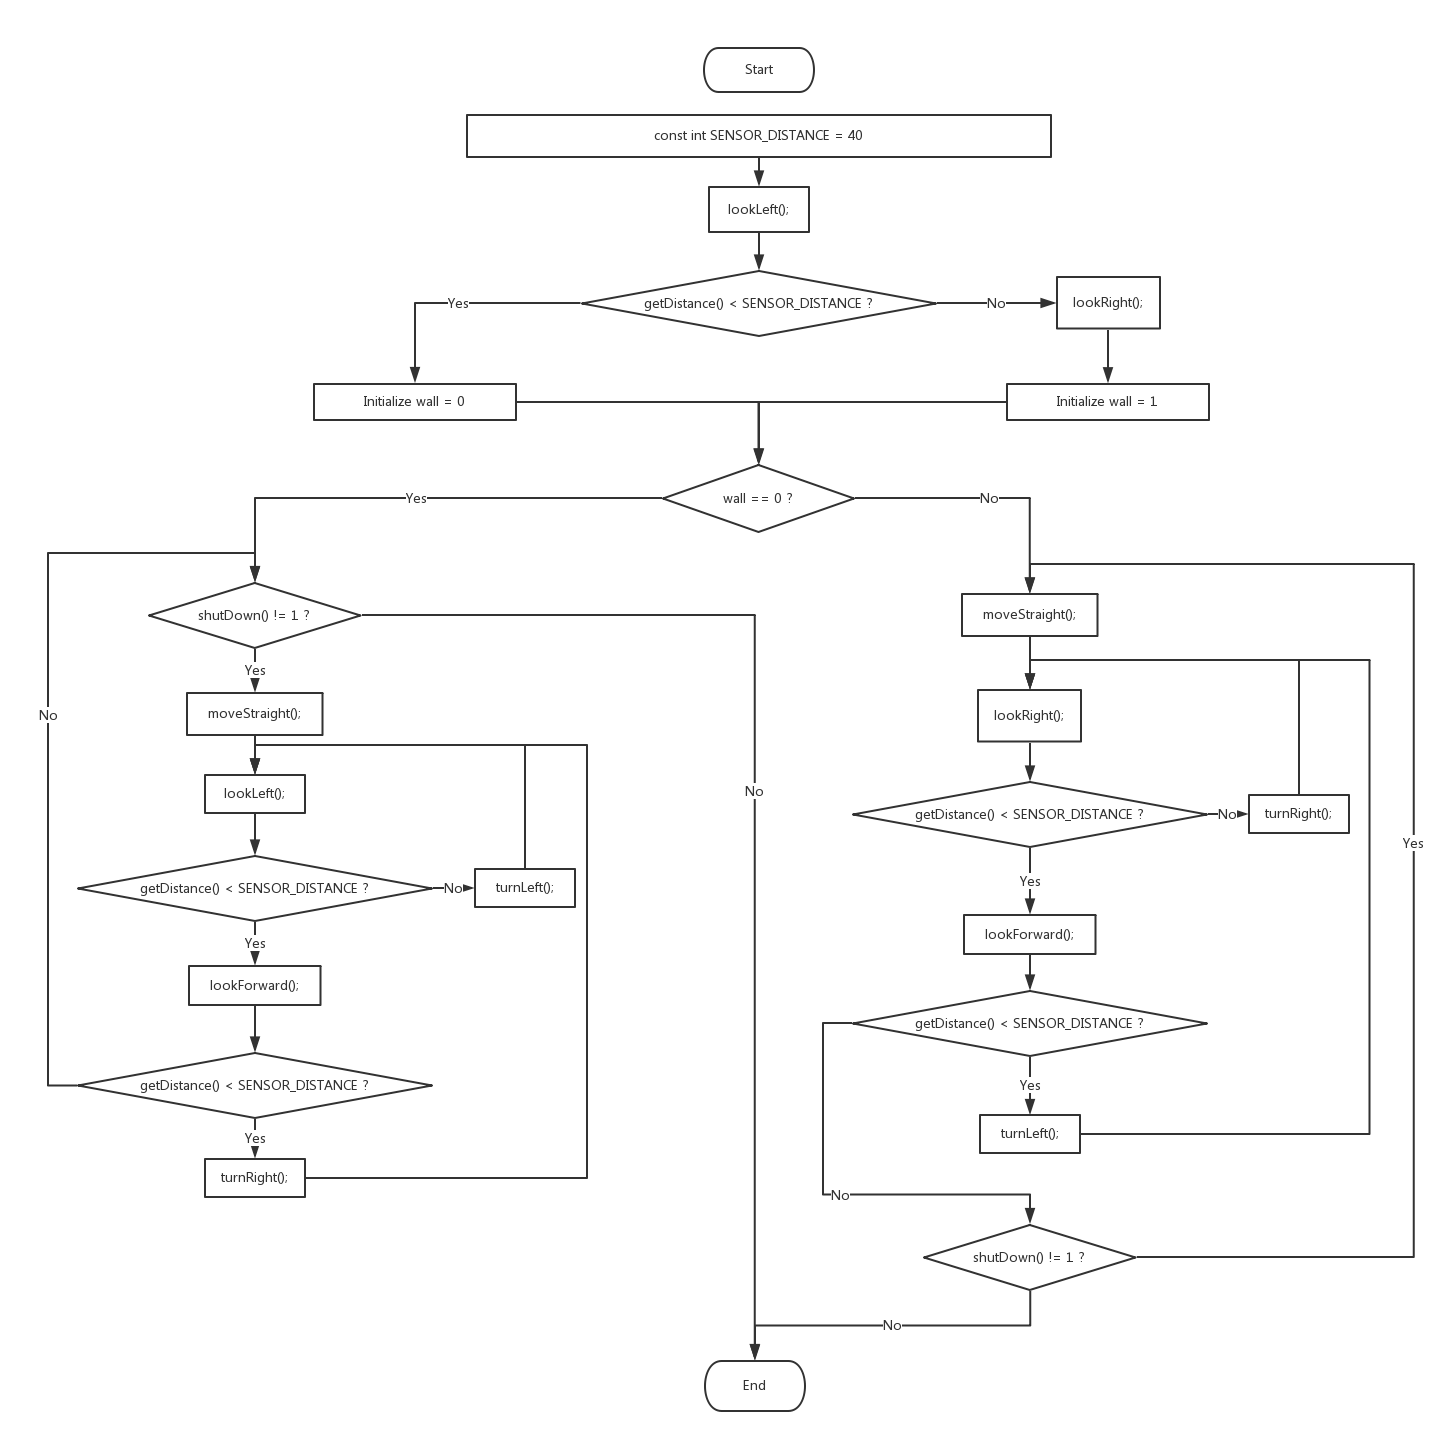 Start
const int SENSOR_DISTANCE = 40
lookLeft();
getDistance() < SENSOR_DISTANCE ?
Yes
No
lookRight();
Initialize wall = 0
Initialize wall = 1
wall == 0 ?
Yes
No
shutDown() != 1 ?
Yes
moveStraight();
No
lookLeft();
getDistance() < SENSOR_DISTANCE ?
No
turnLeft();
Yes
lookForward();
getDistance() < SENSOR_DISTANCE ?
Yes
turnRight();
No
moveStraight();
lookRight();
getDistance() < SENSOR_DISTANCE ?
No
turnRight();
Yes
Yes
lookForward();
getDistance() < SENSOR_DISTANCE ?
Yes
turnLeft();
No
shutDown() != 1 ?
No
End